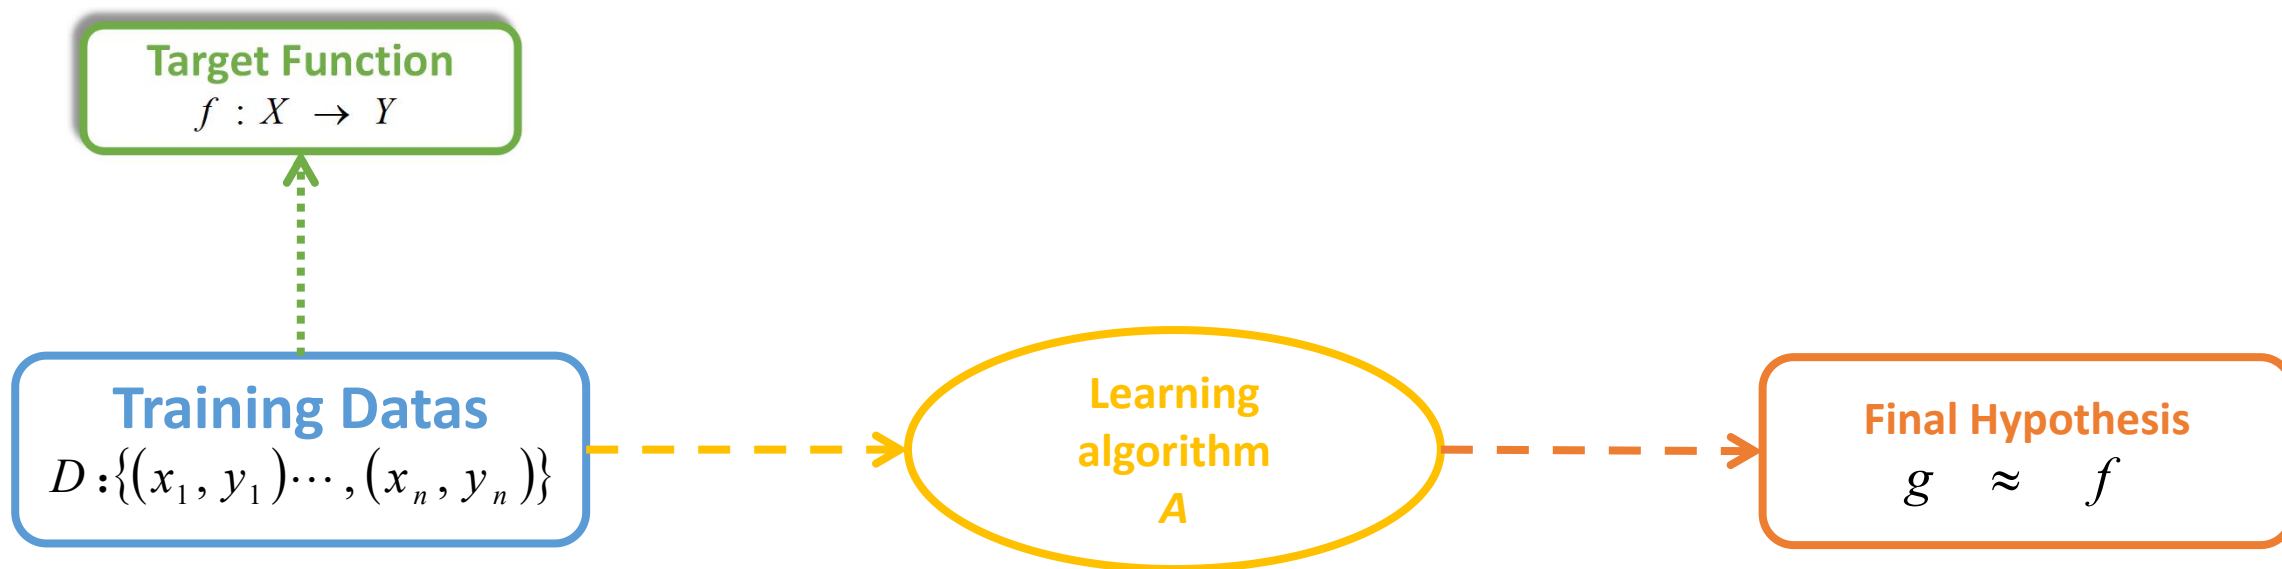 Target Function
f : X → Y
Training Datas
D :{(x₁, y₁)⋯,(xₙ, yₙ)}
Learning
algorithm
A
Final Hypothesis
g ≈ f